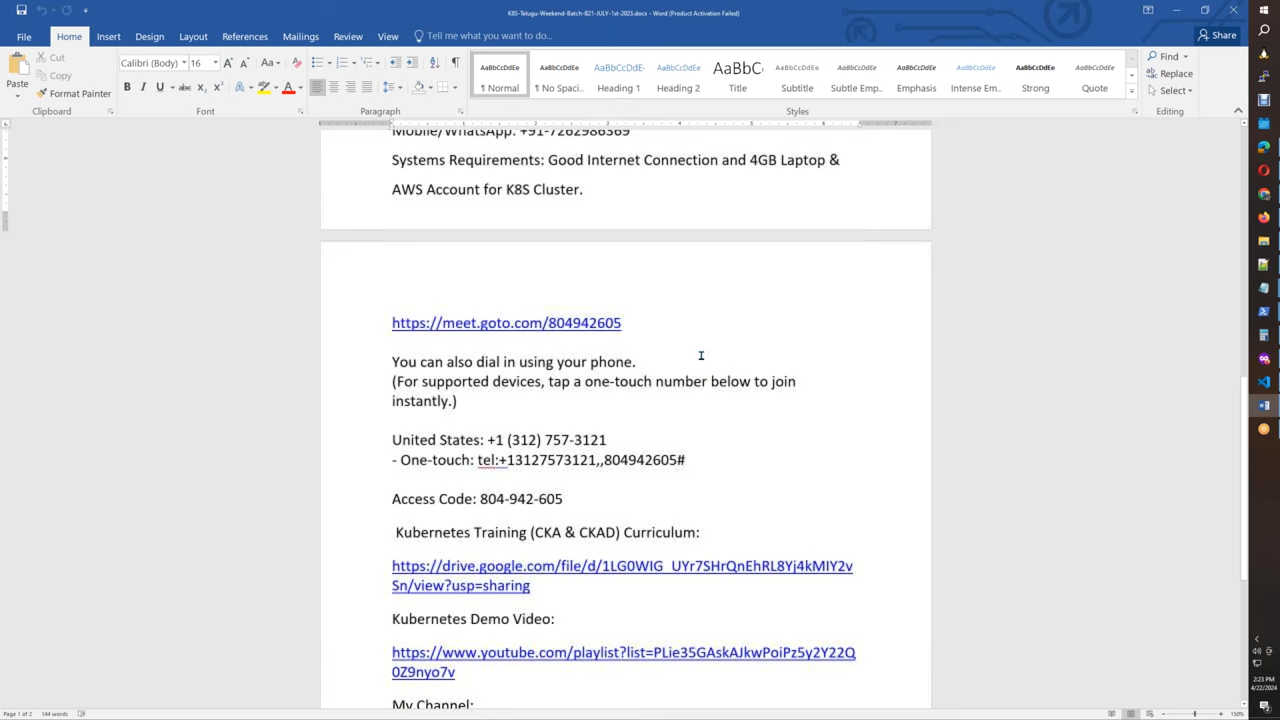 K8S-Telugu-Weekend-Batch-B21-JULY-1st-2023.docx - Word (Product Activation Failed)
File Home Insert Design Layout References Mailings Review View Tell me what you want to do... Share
Paste
Cut
Copy
Format Painter
Clipboard
Calibri (Body) 16
Font
Paragraph
AaBbCcDdEe AaBbCcDdEe AaBbCcDdE AaBbCcDdEe AaBbC AaBbCcDdEe AaBbCcDdEe AaBbCcDdEe AaBbCcDdEe AaBbCcDdEe AaBbCcDdEe
¶ Normal ¶ No Spaci... Heading 1 Heading 2 Title Subtitle Subtle Emp... Emphasis Intense Em... Strong Quote
Styles
Find
Replace
Select
Editing
Mobile/WhatsApp: +91-7262986369
Systems Requirements: Good Internet Connection and 4GB Laptop &
AWS Account for K8S Cluster.
https://meet.goto.com/804942605
You can also dial in using your phone.
(For supported devices, tap a one-touch number below to join
instantly.)
United States: +1 (312) 757-3121
- One-touch: tel:+13127573121,,804942605#
Access Code: 804-942-605
Kubernetes Training (CKA & CKAD) Curriculum:
https://drive.google.com/file/d/1LG0WIG_UYr7SHrQnEhRL8Yj4kMIY2v
Sn/view?usp=sharing
Kubernetes Demo Video:
https://www.youtube.com/playlist?list=PLie35GAskAJkwPoiPz5y2Y22Q
0Z9nyo7v
My Channel:
Page 1 of 2 144 words
150%
2:23 PM
4/22/2024